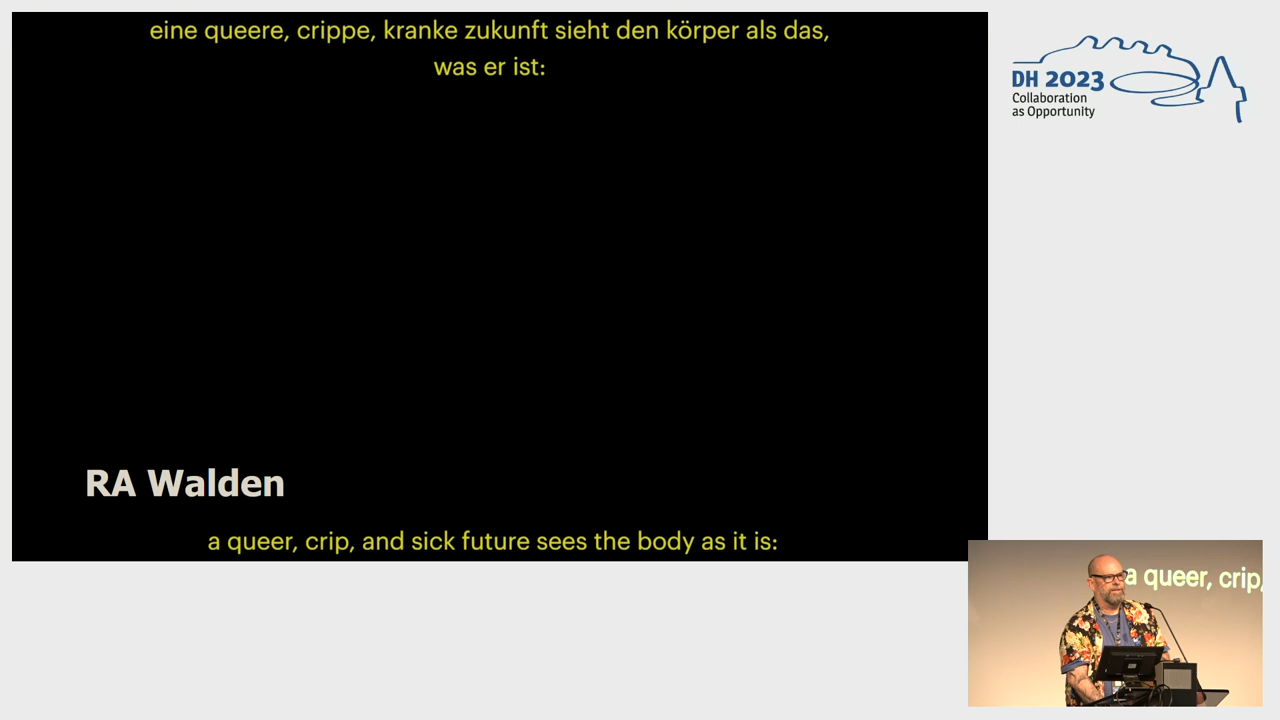 eine queere, crippe, kranke zukunft sieht den körper als das,
was er ist:
DH 2023
Collaboration
as Opportunity
RA Walden
a queer, crip, and sick future sees the body as it is:
a queer, crip,